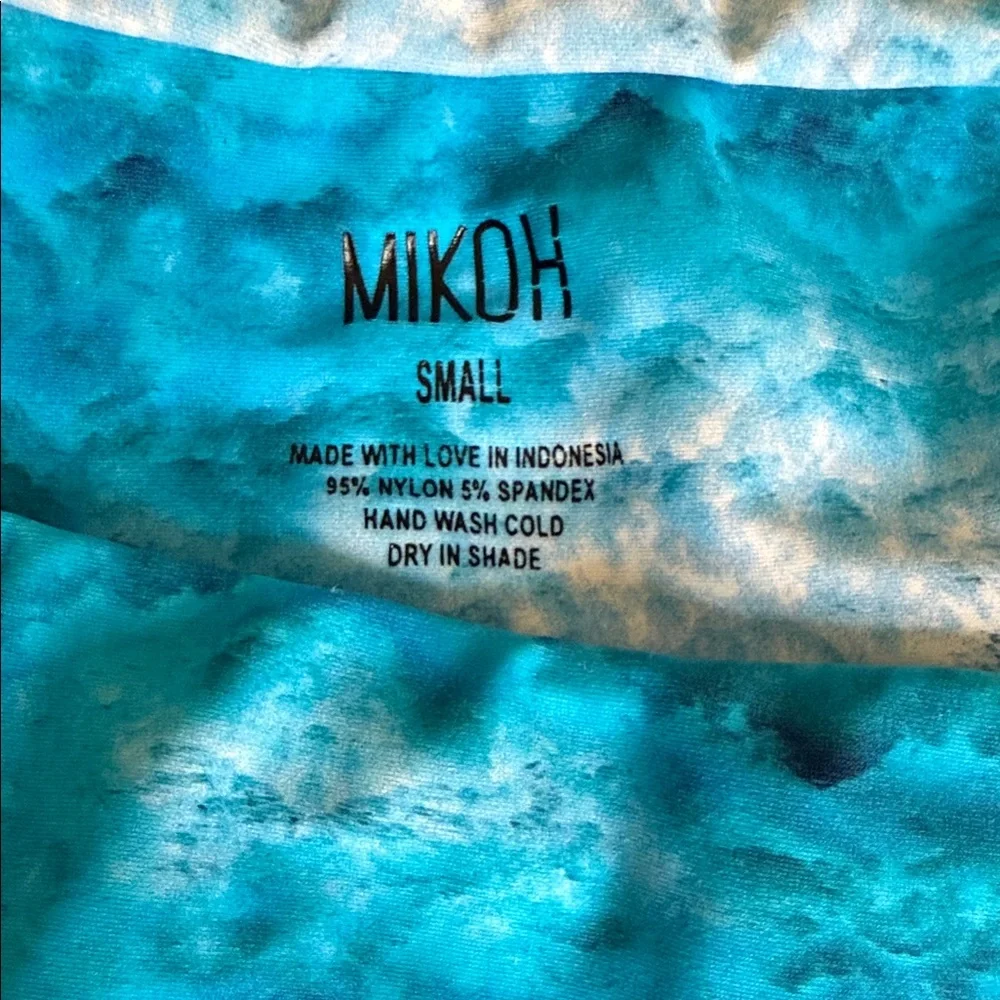 MIKOH
SMALL
MADE WITH LOVE IN INDONESIA
95% NYLON 5% SPANDEX
HAND WASH COLD
DRY IN SHADE